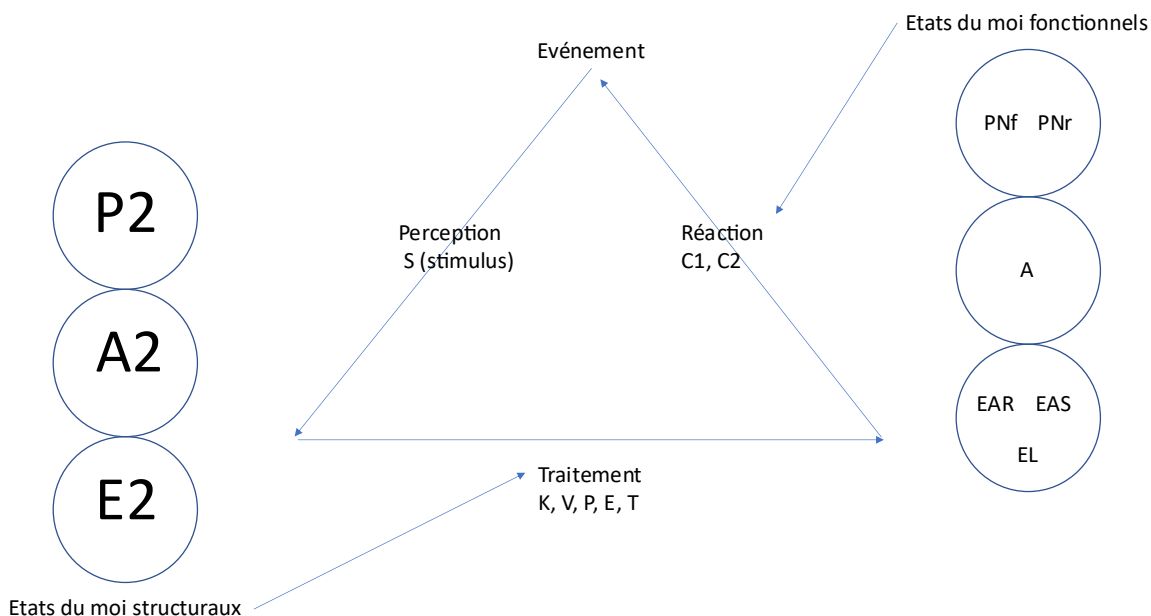 Etats du moi fonctionnels
Evénement
PNf PNr
P2
Perception
S (stimulus)
Réaction
C1, C2
A
A2
EAR EAS
EL
Traitement
K, V, P, E, T
E2
Etats du moi structuraux